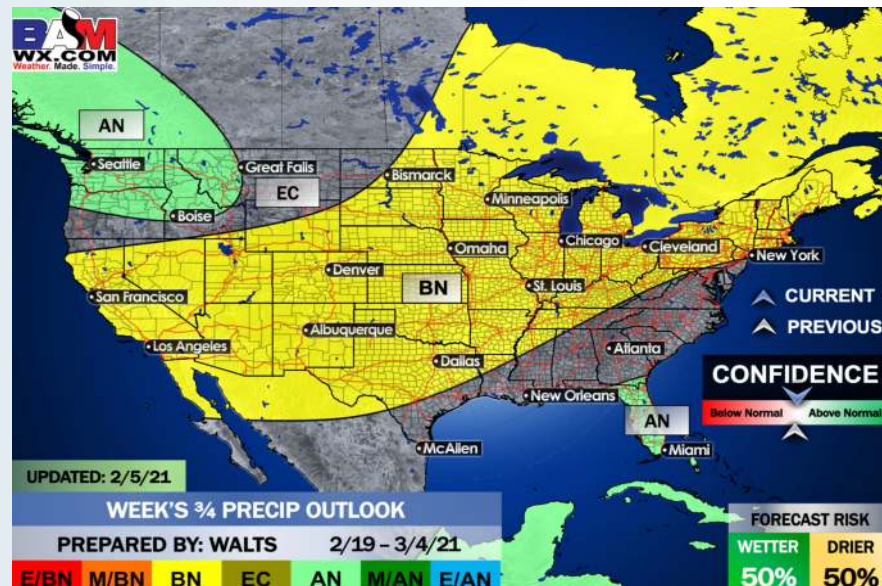 BAM
WX.COM
Weather. Made. Simple.
AN
Seattle
Great Falls
Bismarck
EC
Minneapolis
Boise
Omaha
Chicago
Cleveland
New York
Denver
BN
St. Louis
San Francisco
CURRENT
Albuquerque
PREVIOUS
Los Angeles
Dallas
Atlanta
CONFIDENCE
New Orleans
Below Normal
Above Normal
AN
McAllen
Miami
UPDATED: 2/5/21
WEEK'S ¾ PRECIP OUTLOOK
PREPARED BY: WALTS 2/19 – 3/4/21
E/BN M/BN BN EC AN M/AN E/AN
FORECAST RISK
WETTER DRIER
50% 50%